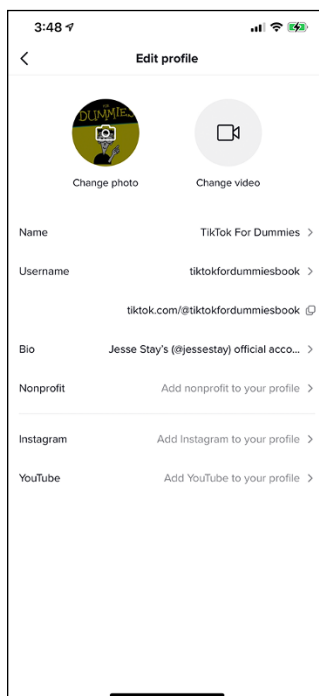 3:48
Edit profile
DUMMIES
Change photo Change video
Name TikTok For Dummies
Username tiktokfordummiesbook
tiktok.com/@tiktokfordummiesbook
Bio Jesse Stay's (@jessestay) official acco...
Nonprofit Add nonprofit to your profile
Instagram Add Instagram to your profile
YouTube Add YouTube to your profile